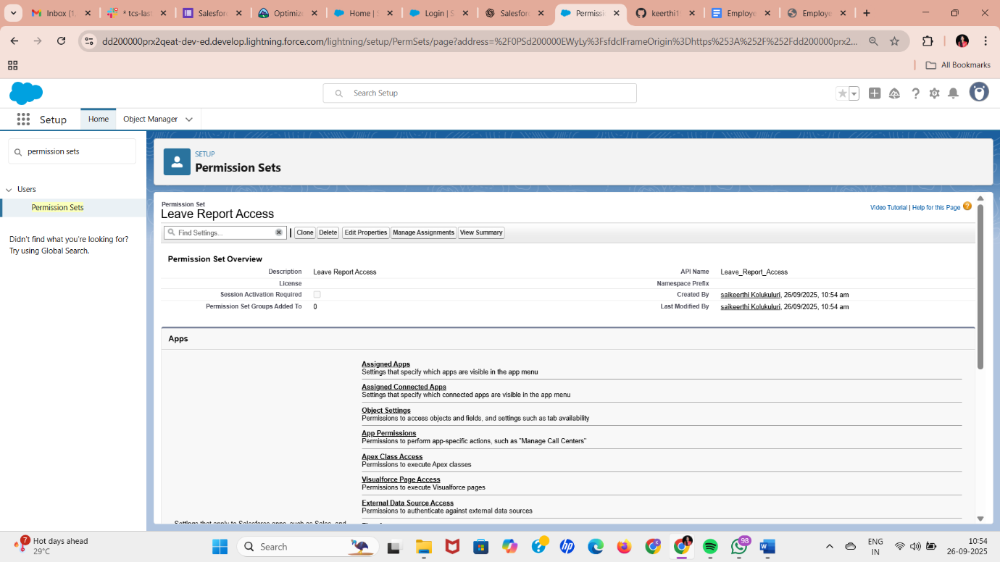 Inbox (1,
* tcs-last
Salesfor
Optimize
Home | S
Login | S
Salesfor
Permissi
keerthi1
Employe
Employe
dd200000prx2qeat-dev-ed.develop.lightning.force.com/lightning/setup/PermSets/page?address=%2F0PSd200000EWyLy%3FsfdcIFrameOrigin%3Dhttps%253A%252F%252Fdd200000prx2...
All Bookmarks
Search Setup
Setup
Home
Object Manager
permission sets
Users
Permission Sets
Didn't find what you're looking for?
Try using Global Search.
SETUP
Permission Sets
Permission Set
Leave Report Access
Video Tutorial | Help for this Page
Find Settings...
Clone
Delete
Edit Properties
Manage Assignments
View Summary
Permission Set Overview
Description Leave Report Access API Name Leave_Report_Access
License Namespace Prefix
Session Activation Required Created By saikeerthi Kolukuluri, 26/09/2025, 10:54 am
Permission Set Groups Added To 0 Last Modified By saikeerthi Kolukuluri, 26/09/2025, 10:54 am
Apps
Assigned Apps
Settings that specify which apps are visible in the app menu
Assigned Connected Apps
Settings that specify which connected apps are visible in the app menu
Object Settings
Permissions to access objects and fields, and settings such as tab availability
App Permissions
Permissions to perform app-specific actions, such as "Manage Call Centers"
Apex Class Access
Permissions to execute Apex classes
Visualforce Page Access
Permissions to execute Visualforce pages
External Data Source Access
Permissions to authenticate against external data sources
Settings that apply to Salesforce apps, such as Sales, and
7
Hot days ahead
29°C
Search
98
ENG
IN
10:54
26-09-2025